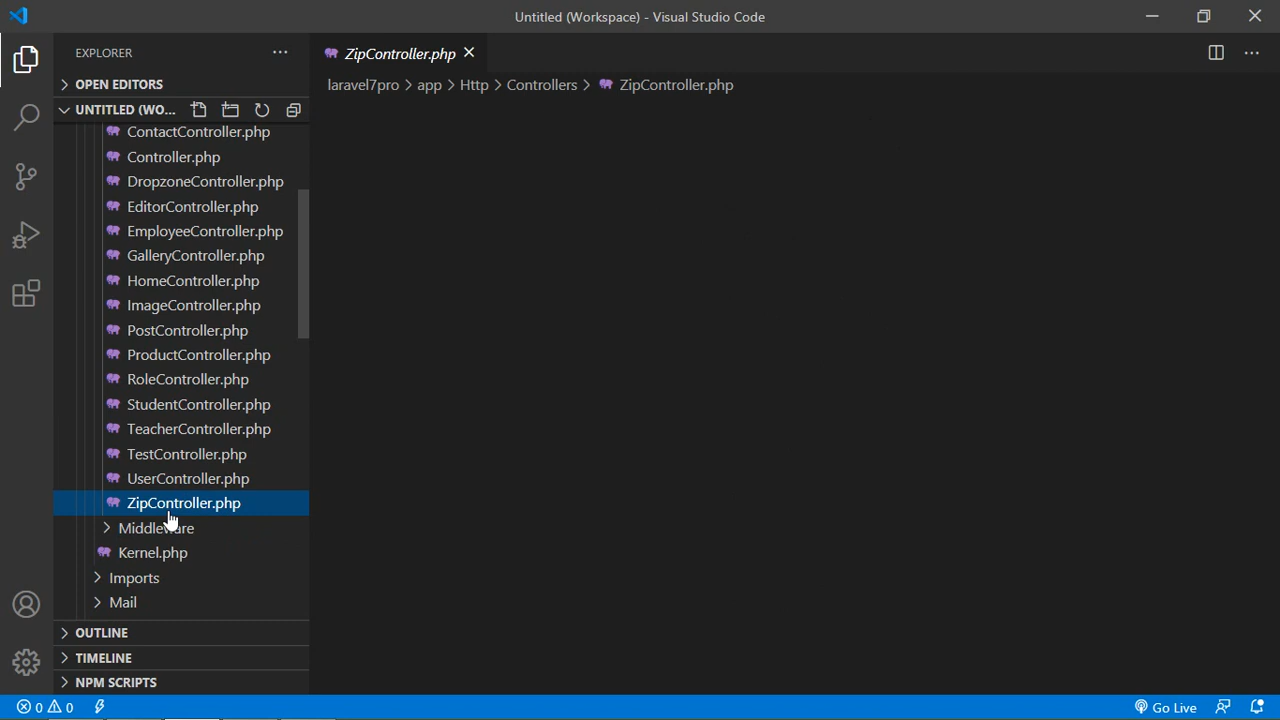 Untitled (Workspace) - Visual Studio Code
EXPLORER
ZipController.php
OPEN EDITORS
laravel7pro > app > Http > Controllers > ZipController.php
UNTITLED (WO...
ContactController.php
Controller.php
DropzoneController.php
EditorController.php
EmployeeController.php
GalleryController.php
HomeController.php
ImageController.php
PostController.php
ProductController.php
RoleController.php
StudentController.php
TeacherController.php
TestController.php
UserController.php
ZipController.php
Middleware
Kernel.php
Imports
Mail
OUTLINE
TIMELINE
NPM SCRIPTS
0 0 Go Live